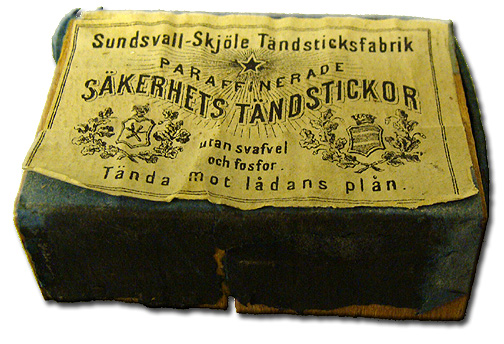 Sundsvall-Skjöle Tändsticksfabrik
PARAFFINERADE
SÄKERHETS TÄNDSTICKOR
utan svafvel
och fosfor.
Tända mot lådans plån.